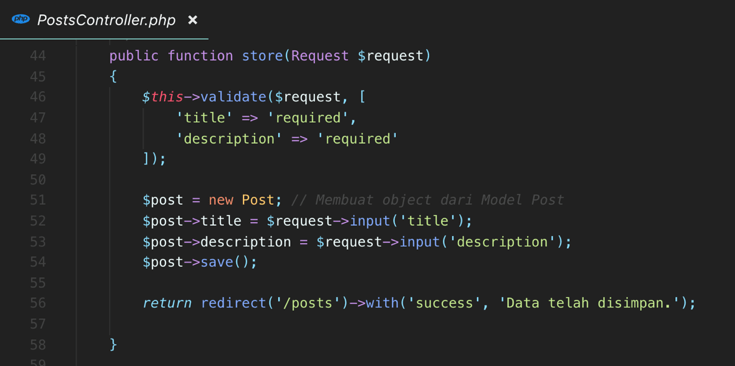 php PostsController.php ×
44 public function store(Request $request)
45 {
46 $this->validate($request, [
47 'title' => 'required',
48 'description' => 'required'
49 ]);
50
51 $post = new Post; // Membuat object dari Model Post
52 $post->title = $request->input('title');
53 $post->description = $request->input('description');
54 $post->save();
55
56 return redirect('/posts')->with('success', 'Data telah disimpan.');
57
58 }
59